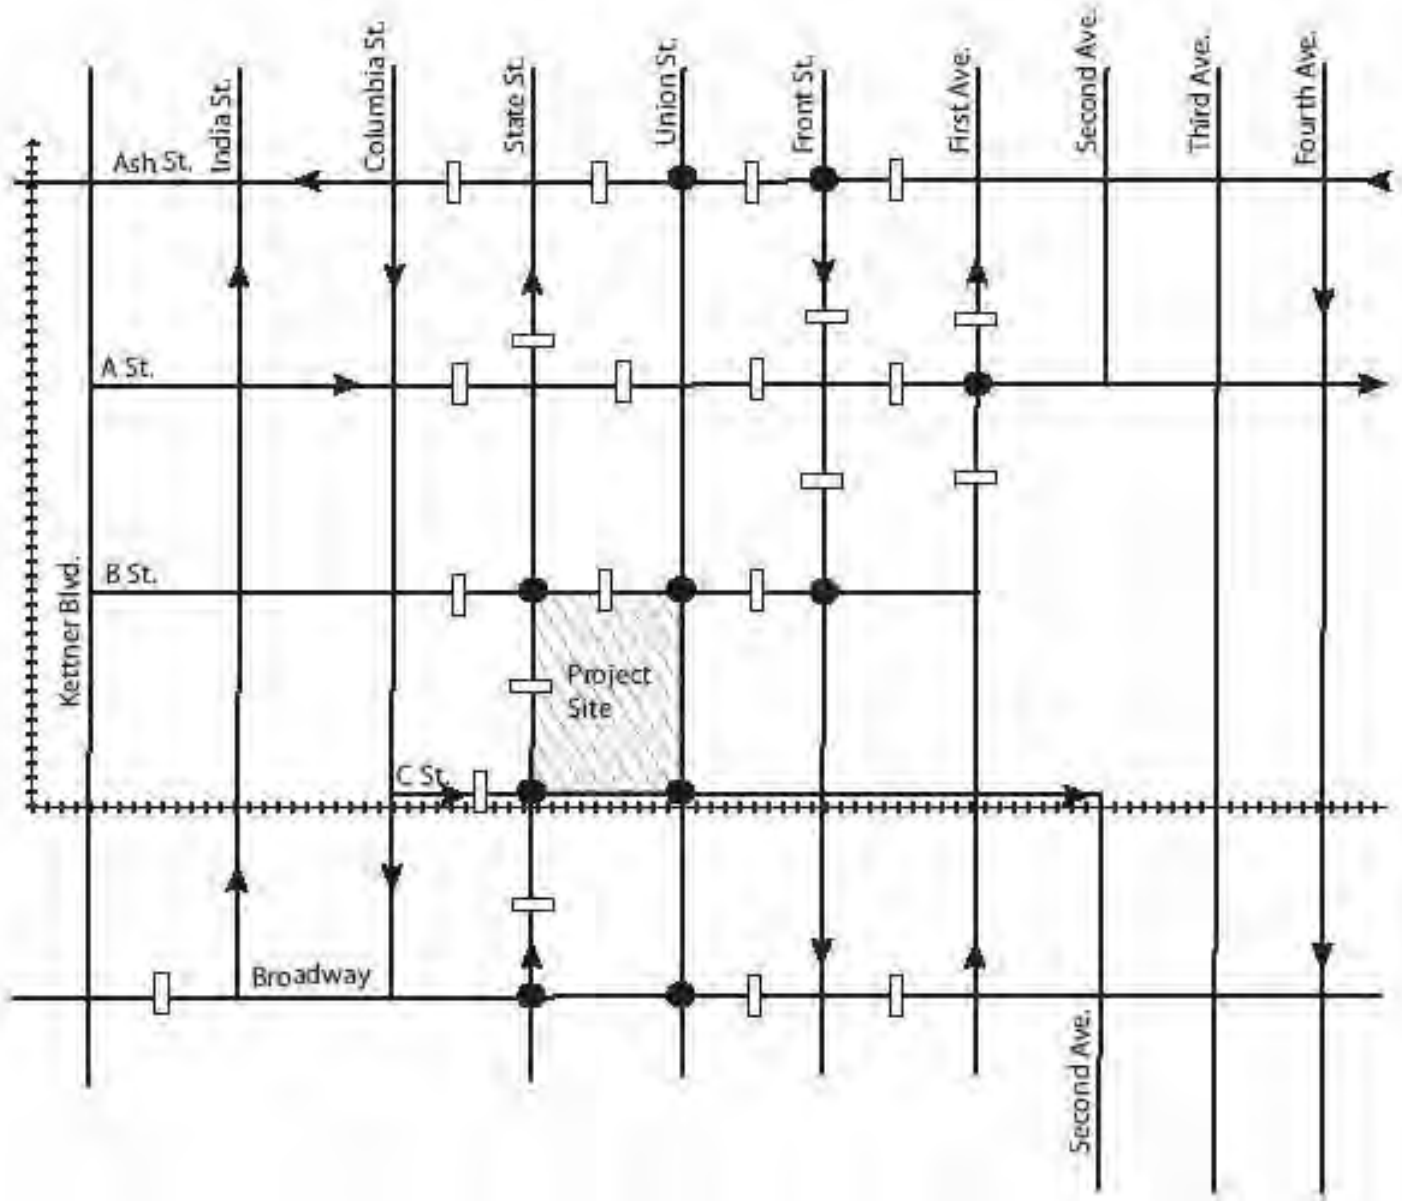 India St.
Columbia St.
State St.
Union St.
Front St.
First Ave.
Second Ave.
Third Ave.
Fourth Ave.
Ash St.
A St.
B St.
Kettner Blvd.
Project
Site
C St.
Broadway
Second Ave.